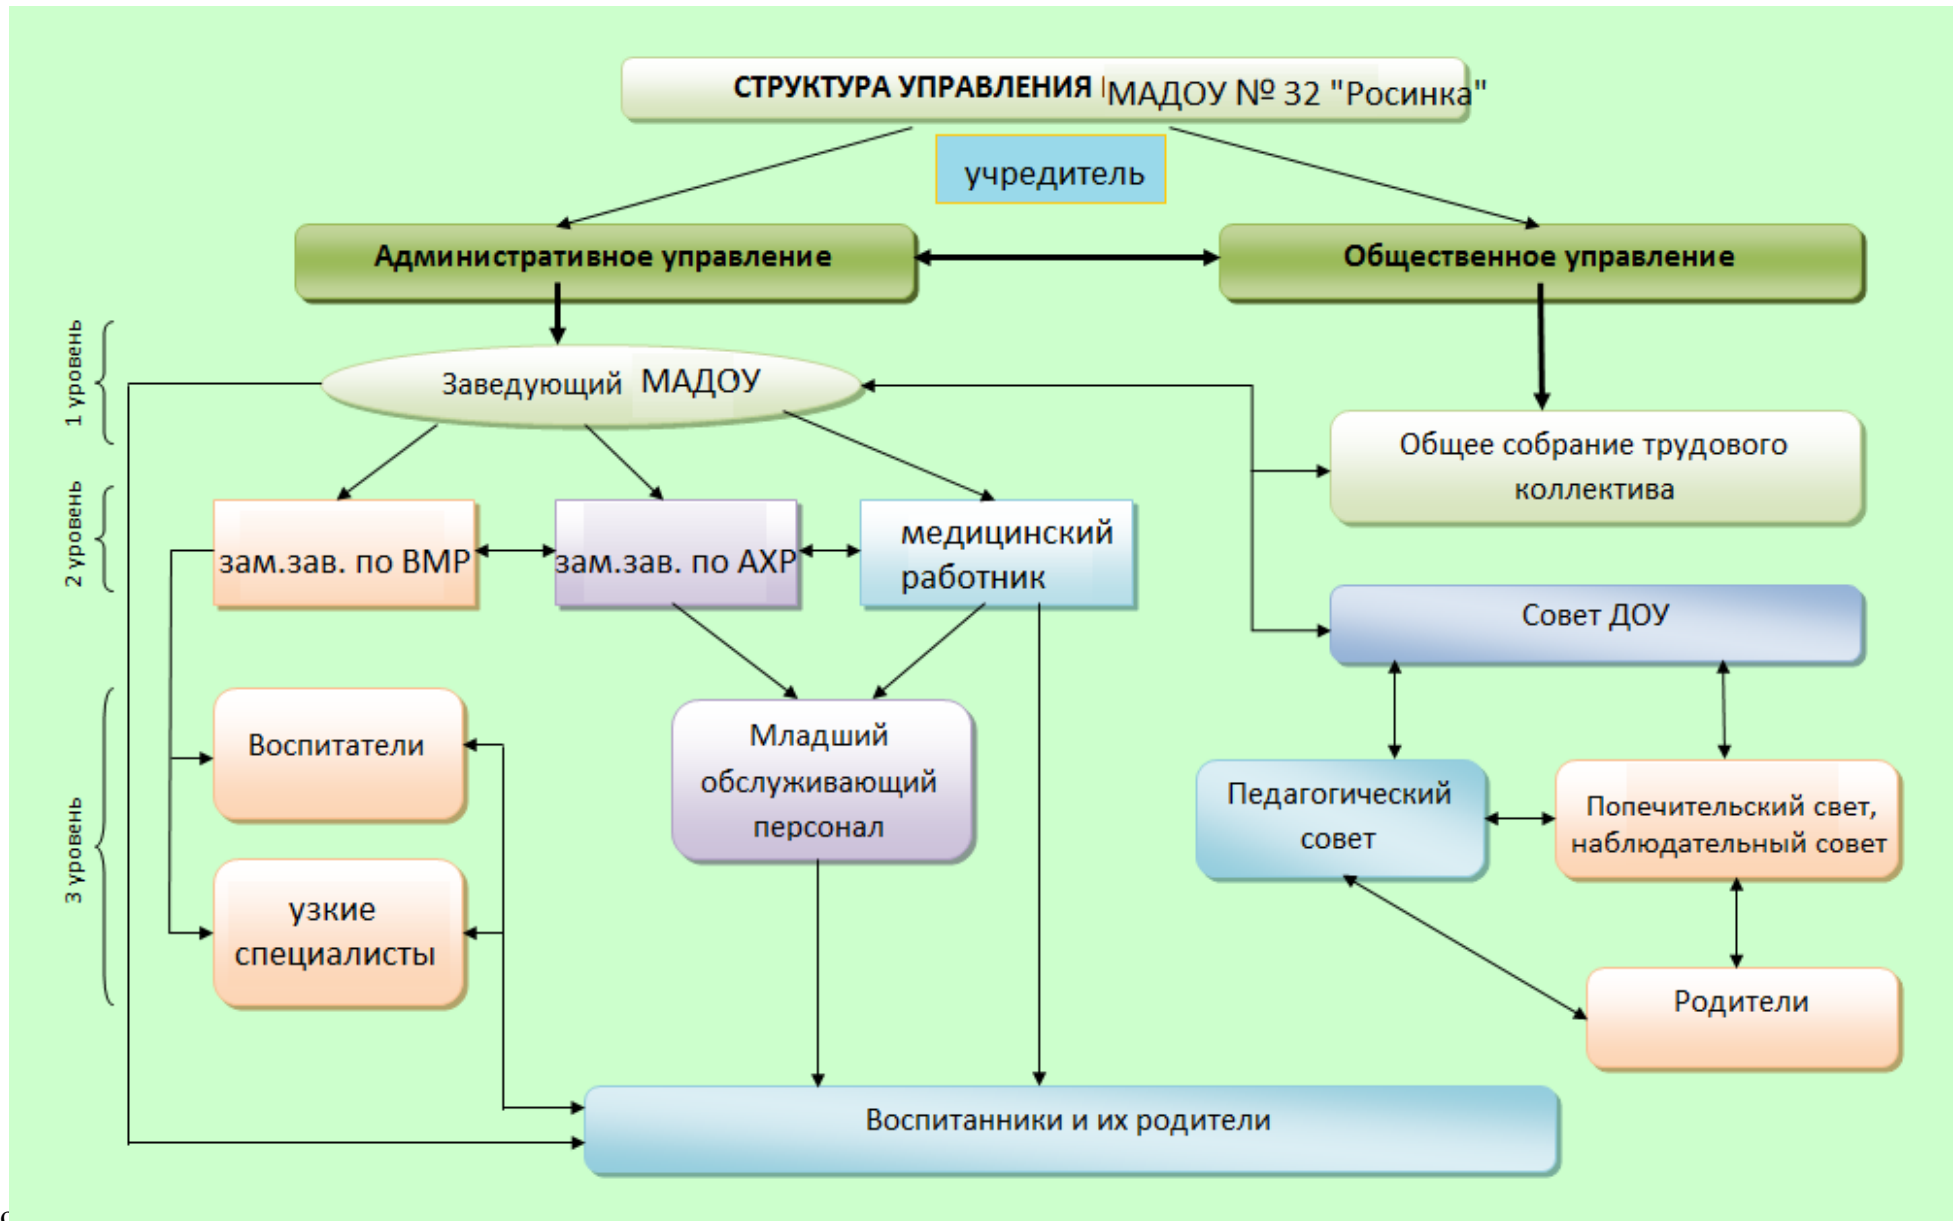 СТРУКТУРА УПРАВЛЕНИЯ МАДОУ № 32 "Росинка"
учредитель
Административное управление
Общественное управление
1 уровень
Заведующий МАДОУ
Общее собрание трудового
коллектива
2 уровень
зам.зав. по ВМР
зам.зав. по АХР
медицинский
работник
Совет ДОУ
3 уровень
Воспитатели
Младший
обслуживающий
персонал
Педагогический
совет
Попечительский свет,
наблюдательный совет
узкие
специалисты
Родители
Воспитанники и их родители